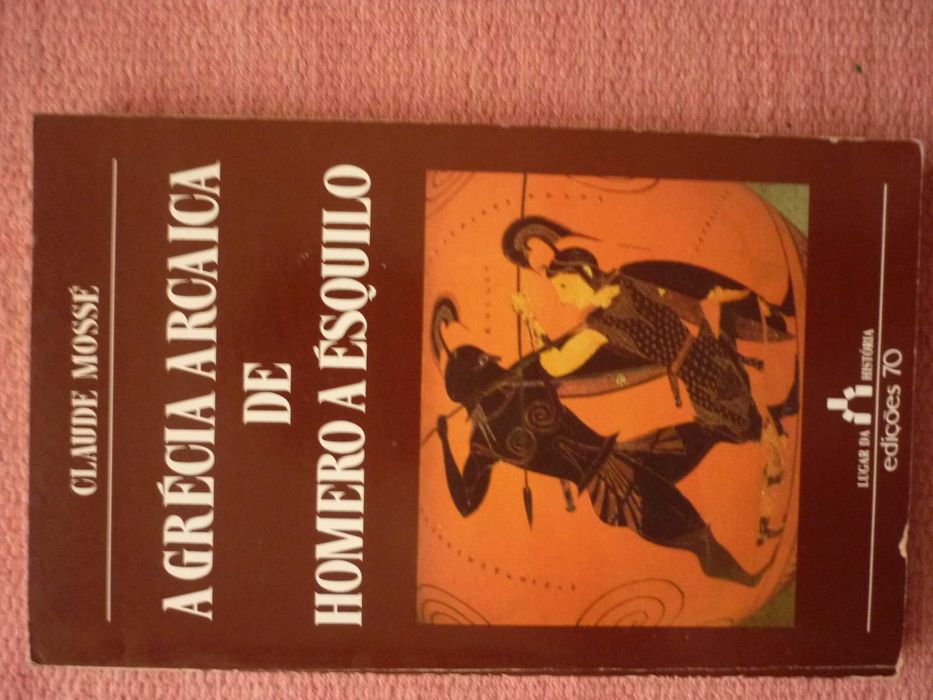 CLAUDE MOSSÉ
A GRÉCIA ARCAICA
DE
HOMERO A ÉSQUILO
LUGAR DA HISTÓRIA
edições 70